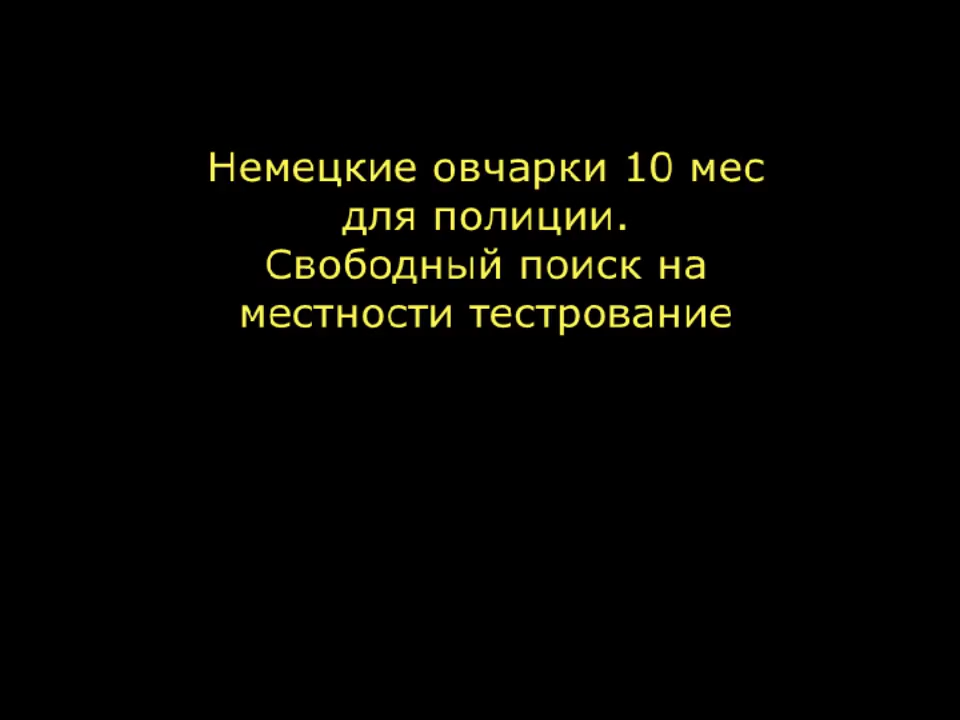 Немецкие овчарки 10 мес
для полиции.
Свободный поиск на
местности тестрование